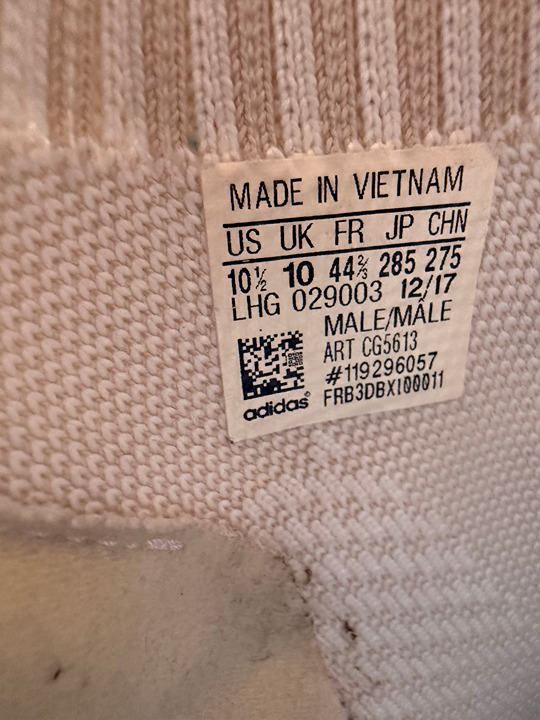 MADE IN VIETNAM
US UK FR JP CHN
10½ 10 44⅔ 285 275
LHG 029003 12/17
MALE/MÂLE
ART CG5613
#119296057
FRB3DBXI00011
adidas®